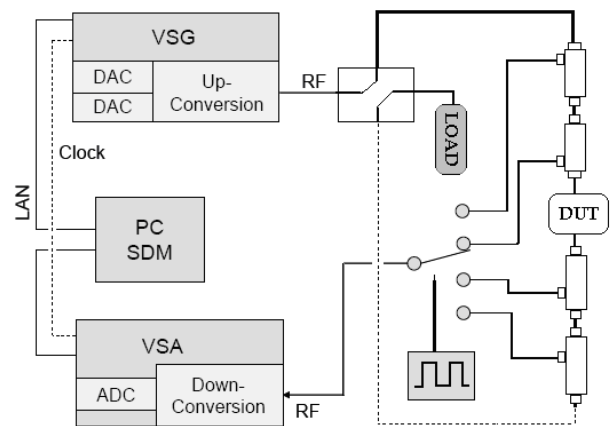 VSG
DAC
DAC
Up-
Conversion
RF
LOAD
Clock
LAN
PC
SDM
DUT
VSA
ADC
Down-
Conversion
RF